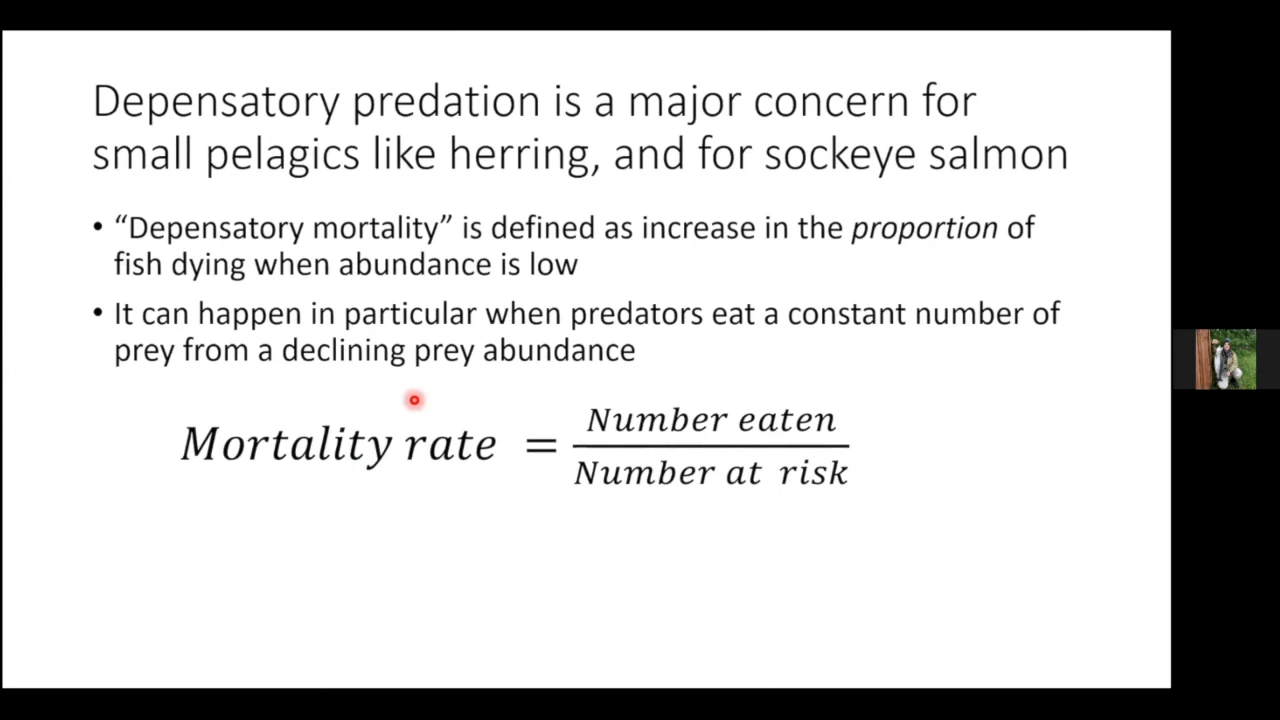 Depensatory predation is a major concern for
small pelagics like herring, and for sockeye salmon
• “Depensatory mortality” is defined as increase in the proportion of
fish dying when abundance is low
• It can happen in particular when predators eat a constant number of
prey from a declining prey abundance
Mortality rate = Number eaten / Number at risk